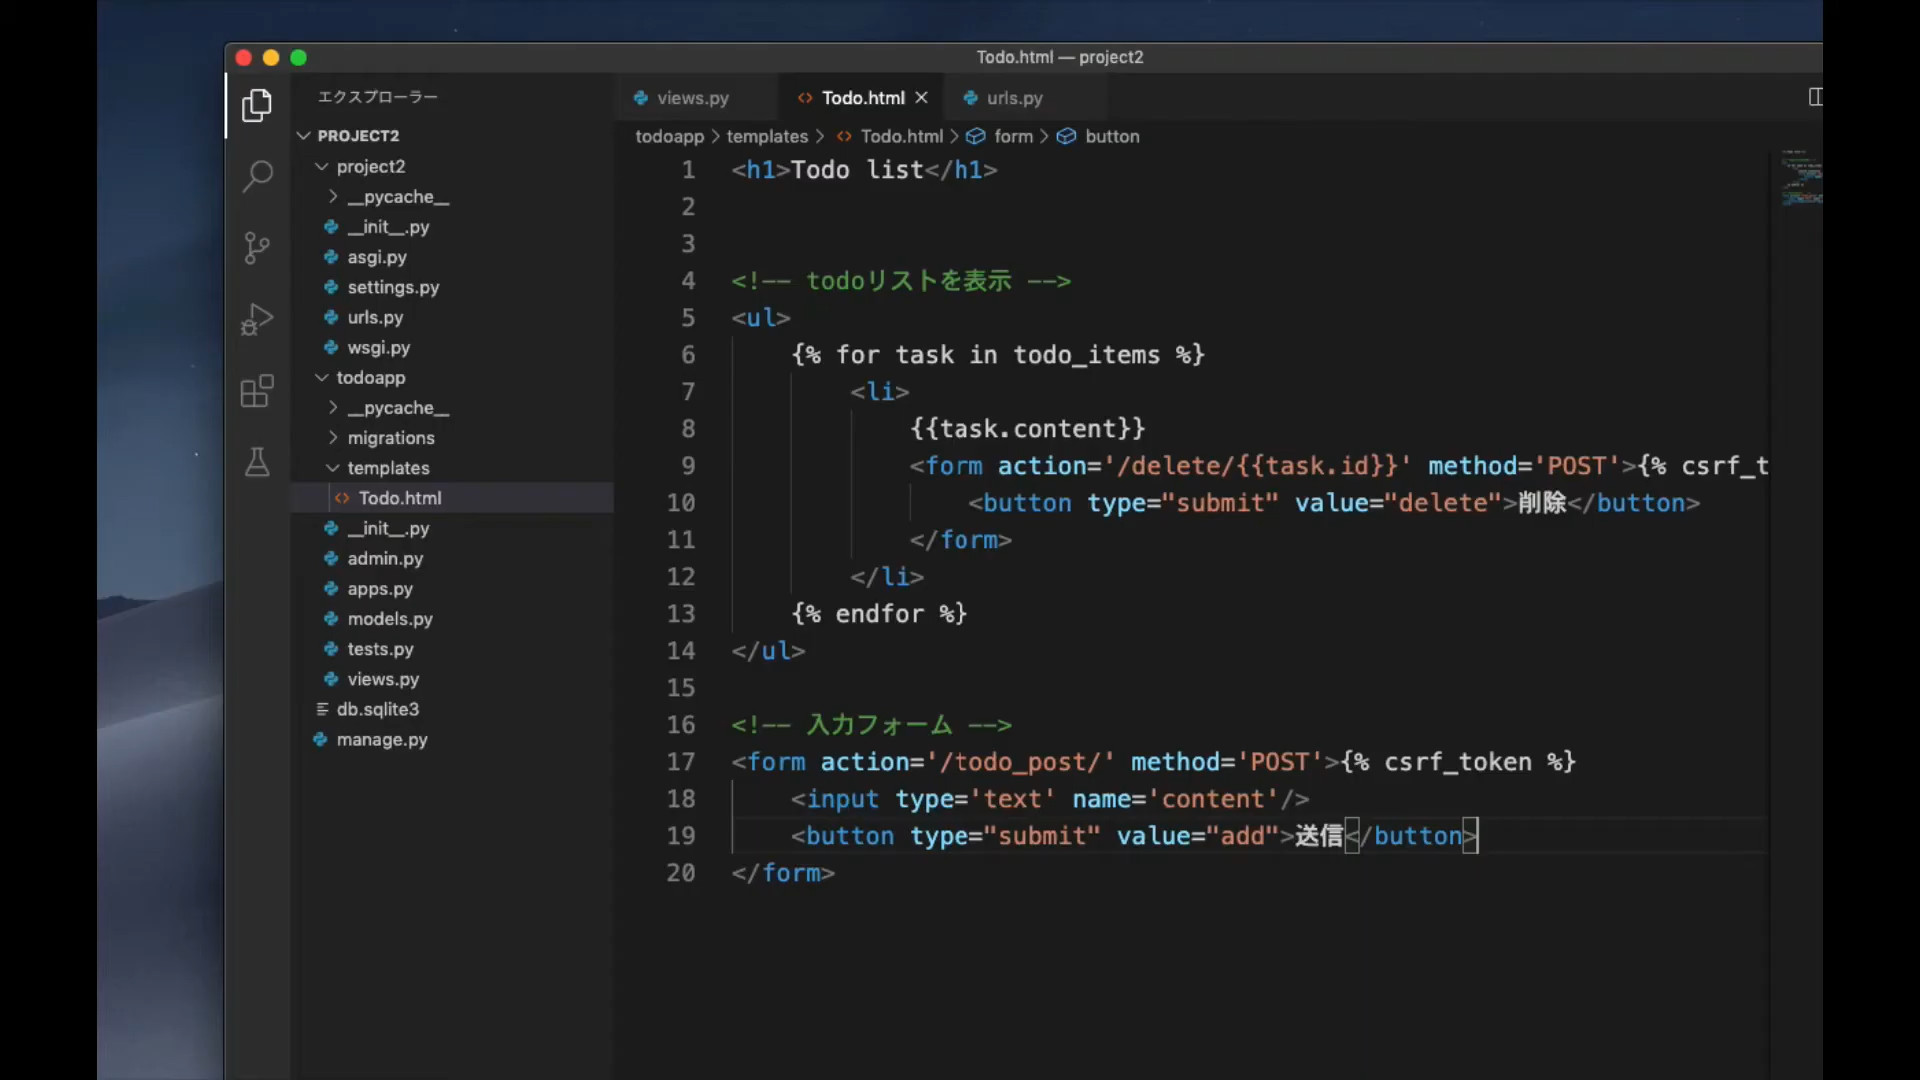 Todo.html — project2
エクスプローラー
views.py
Todo.html
urls.py
PROJECT2
todoapp > templates > Todo.html > form > button
project2
__pycache__
__init__.py
asgi.py
settings.py
urls.py
wsgi.py
todoapp
__pycache__
migrations
templates
Todo.html
__init__.py
admin.py
apps.py
models.py
tests.py
views.py
db.sqlite3
manage.py
1 <h1>Todo list</h1>
2
3
4 <!-- todoリストを表示 -->
5 <ul>
6 {% for task in todo_items %}
7 <li>
8 {{task.content}}
9 <form action='/delete/{{task.id}}' method='POST'>{% csrf_t
10 <button type="submit" value="delete">削除</button>
11 </form>
12 </li>
13 {% endfor %}
14 </ul>
15
16 <!-- 入力フォーム -->
17 <form action='/todo_post/' method='POST'>{% csrf_token %}
18 <input type='text' name='content'/>
19 <button type="submit" value="add">送信</button>
20 </form>